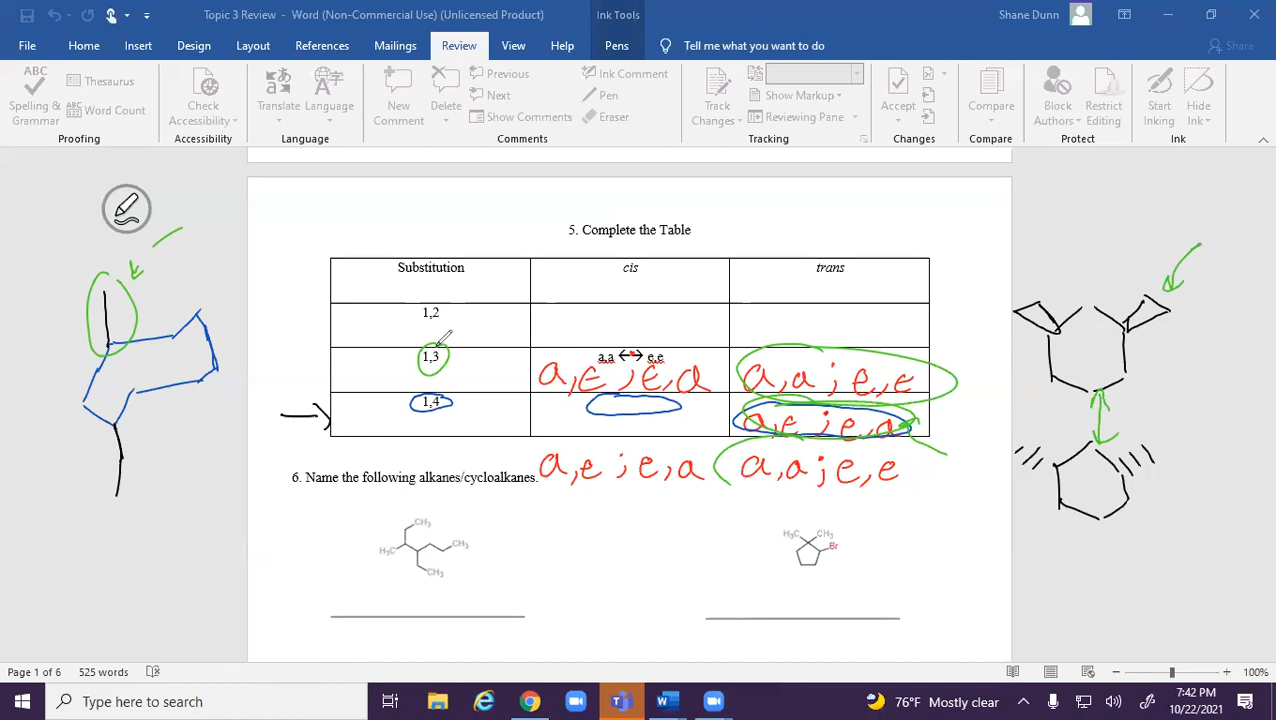 Topic 3 Review - Word (Non-Commercial Use) (Unlicensed Product)
Ink Tools
Shane Dunn
File Home Insert Design Layout References Mailings Review View Help Pens Tell me what you want to do Share
ABC
Spelling & Grammar
Thesaurus
Word Count
Check Accessibility
Translate
Language
New Comment
Delete
Previous
Next
Show Comments
Ink Comment
Pen
Eraser
Track Changes
Show Markup
Reviewing Pane
Accept
Compare
Block Authors
Restrict Editing
Start Inking
Hide Ink
Proofing
Accessibility
Language
Comments
Tracking
Changes
Compare
Protect
Ink
5. Complete the Table
Substitution cis trans
1,2
1,3 a,a ↔ e,e
a,e ; e,a a,a ; e,e
1,4
a,e ; e,a
a,e ; e,a a,a ; e,e
6. Name the following alkanes/cycloalkanes.
CH3
H3C
CH3
CH3
H3C CH3
Br
Page 1 of 6 525 words 100%
Type here to search
76°F Mostly clear
7:42 PM
10/22/2021